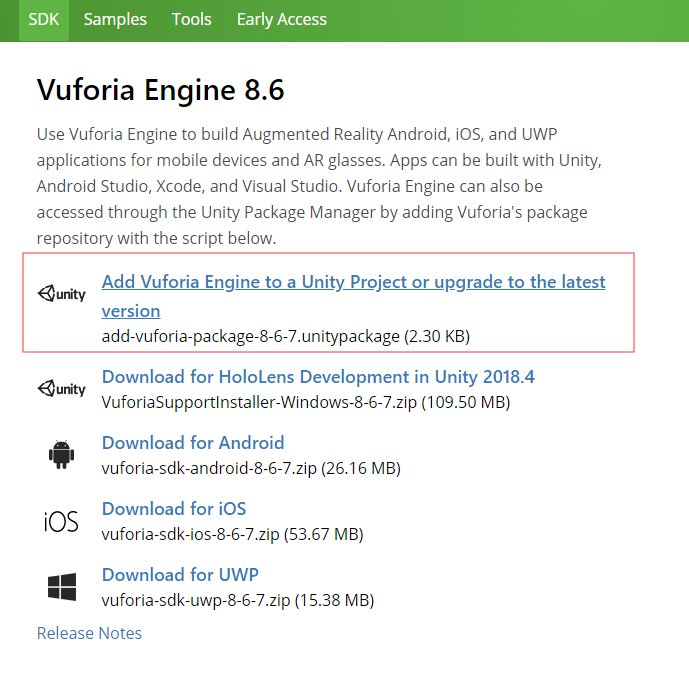 SDK Samples Tools Early Access
Vuforia Engine 8.6
Use Vuforia Engine to build Augmented Reality Android, iOS, and UWP
applications for mobile devices and AR glasses. Apps can be built with Unity,
Android Studio, Xcode, and Visual Studio. Vuforia Engine can also be
accessed through the Unity Package Manager by adding Vuforia's package
repository with the script below.
unity
Add Vuforia Engine to a Unity Project or upgrade to the latest
version
add-vuforia-package-8-6-7.unitypackage (2.30 KB)
unity
Download for HoloLens Development in Unity 2018.4
VuforiaSupportInstaller-Windows-8-6-7.zip (109.50 MB)
Download for Android
vuforia-sdk-android-8-6-7.zip (26.16 MB)
iOS
Download for iOS
vuforia-sdk-ios-8-6-7.zip (53.67 MB)
Download for UWP
vuforia-sdk-uwp-8-6-7.zip (15.38 MB)
Release Notes